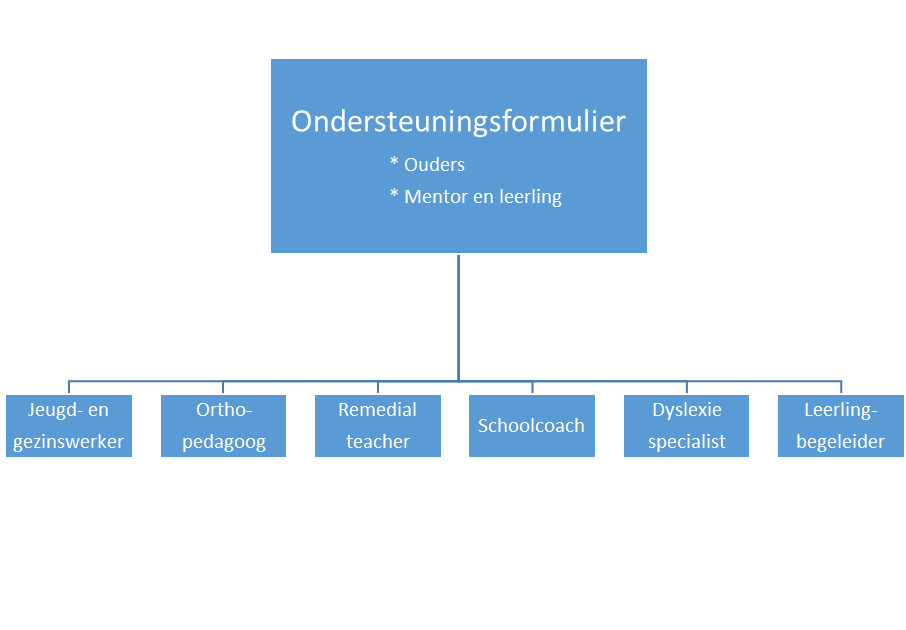 Ondersteuningsformulier
* Ouders
* Mentor en leerling
Jeugd- en
gezinswerker
Ortho-
pedagoog
Remedial
teacher
Schoolcoach
Dyslexie
specialist
Leerling-
begeleider